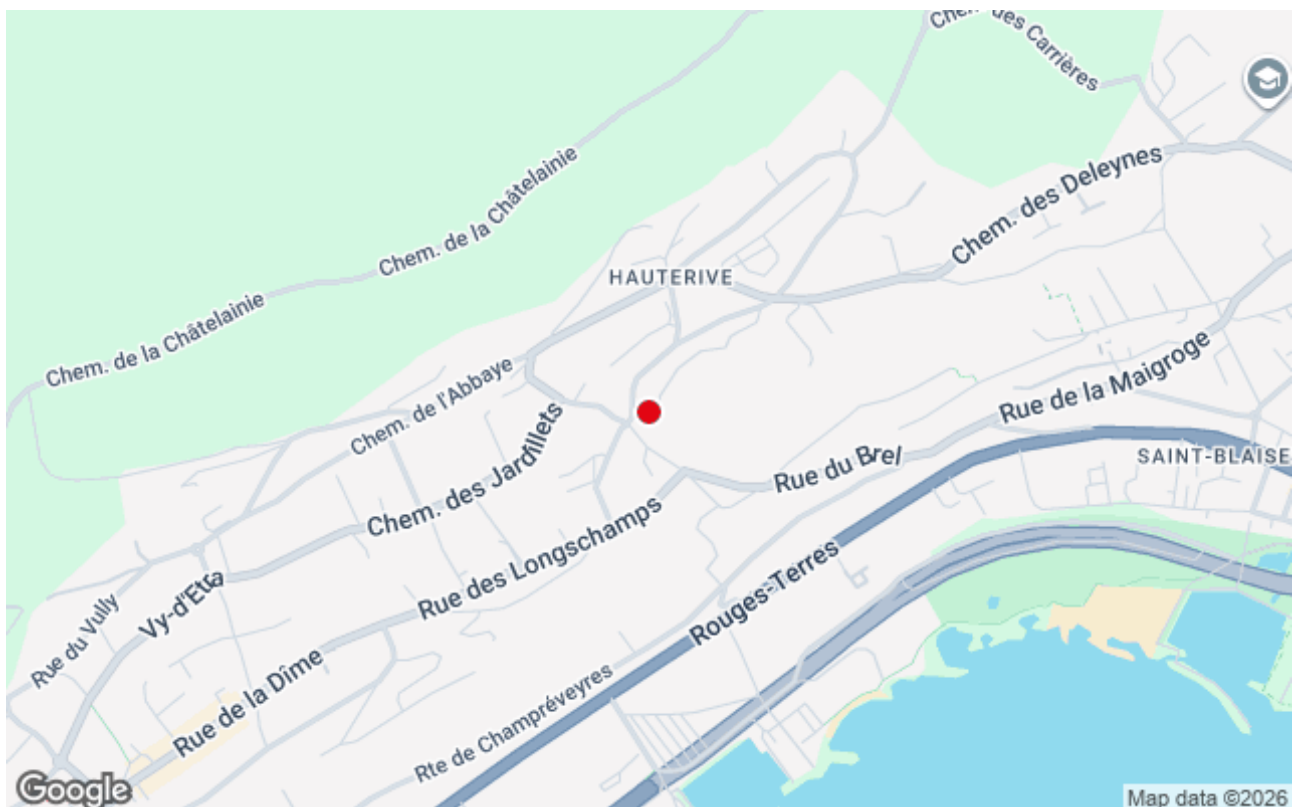 Chem. des Carrières
Chem. de la Châtelainie
Chem. des Deleynes
Chem. de la Châtelainie
HAUTERIVE
Chem. de la Châtelainie
Chem. de l'Abbaye
Rue de la Maigroge
Chem. des Jardillets
Rue du Brel
SAINT-BLAISE
Rue des Longschamps
Rouges-Terres
Vy-d'Etra
Rue du Vully
Rue de la Dîme
Rte de Champréveyres
Google
Map data ©2026